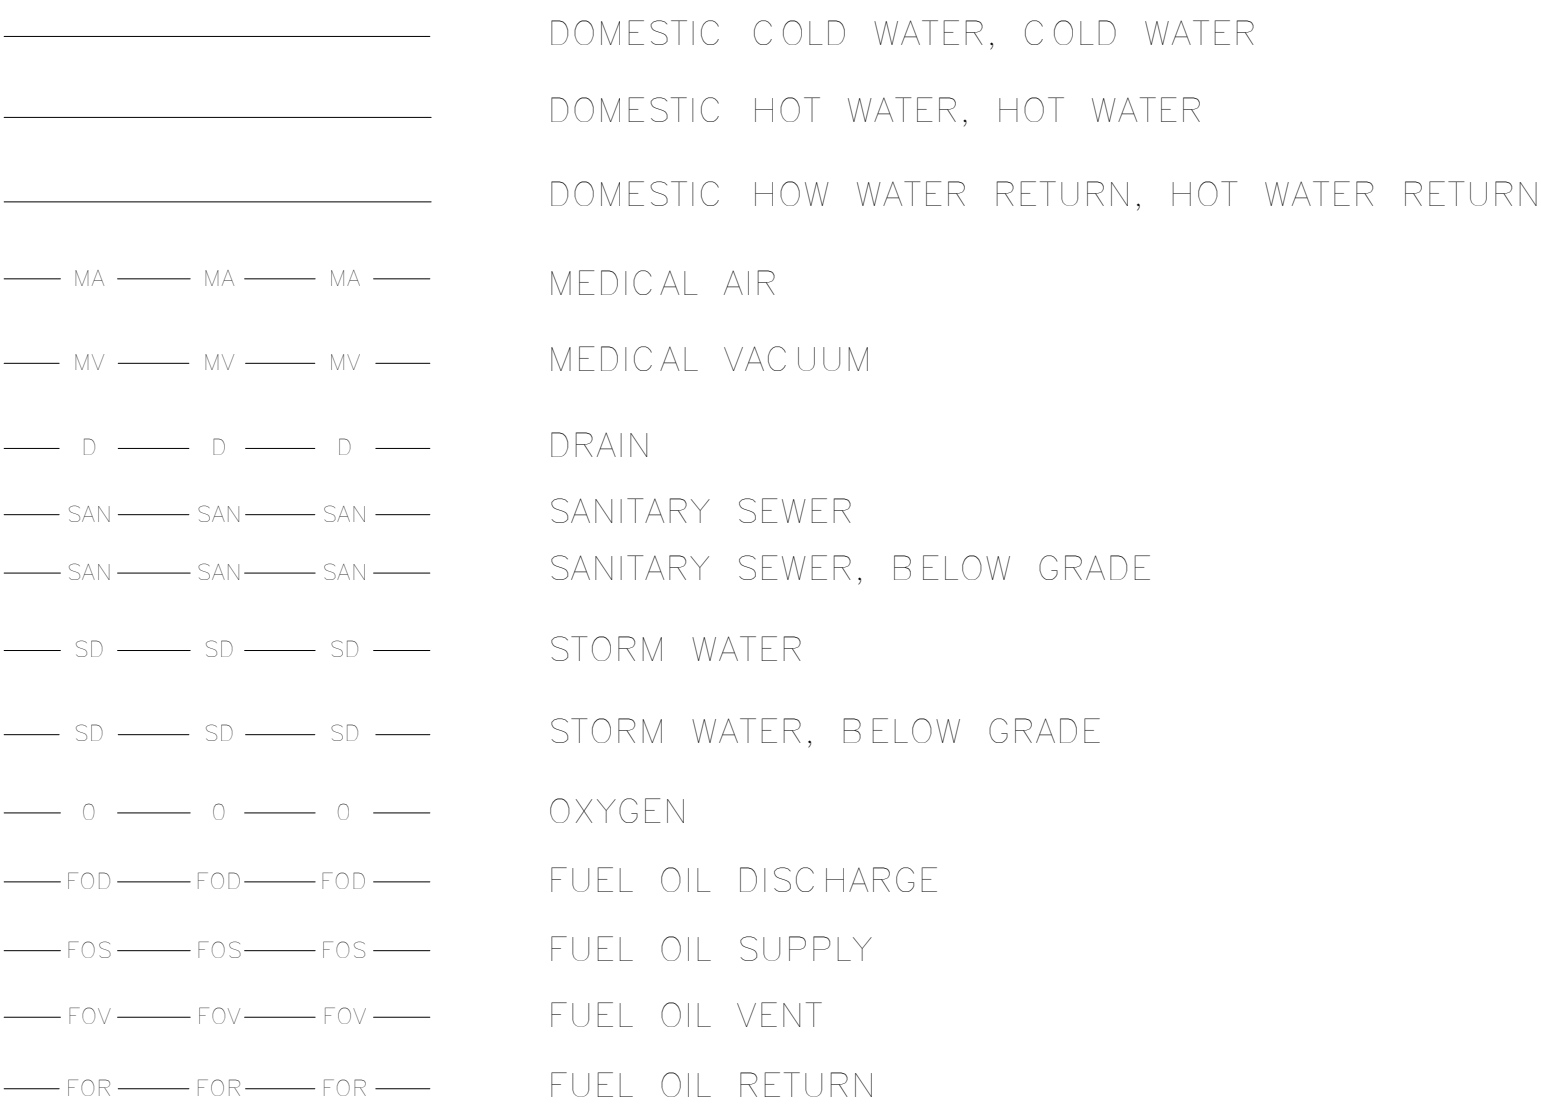 DOMESTIC COLD WATER, COLD WATER
DOMESTIC HOT WATER, HOT WATER
DOMESTIC HOW WATER RETURN, HOT WATER RETURN
MA MA MA MEDICAL AIR
MV MV MV MEDICAL VACUUM
D D D DRAIN
SAN SAN SAN SANITARY SEWER
SAN SAN SAN SANITARY SEWER, BELOW GRADE
SD SD SD STORM WATER
SD SD SD STORM WATER, BELOW GRADE
O O O OXYGEN
FOD FOD FOD FUEL OIL DISCHARGE
FOS FOS FOS FUEL OIL SUPPLY
FOV FOV FOV FUEL OIL VENT
FOR FOR FOR FUEL OIL RETURN